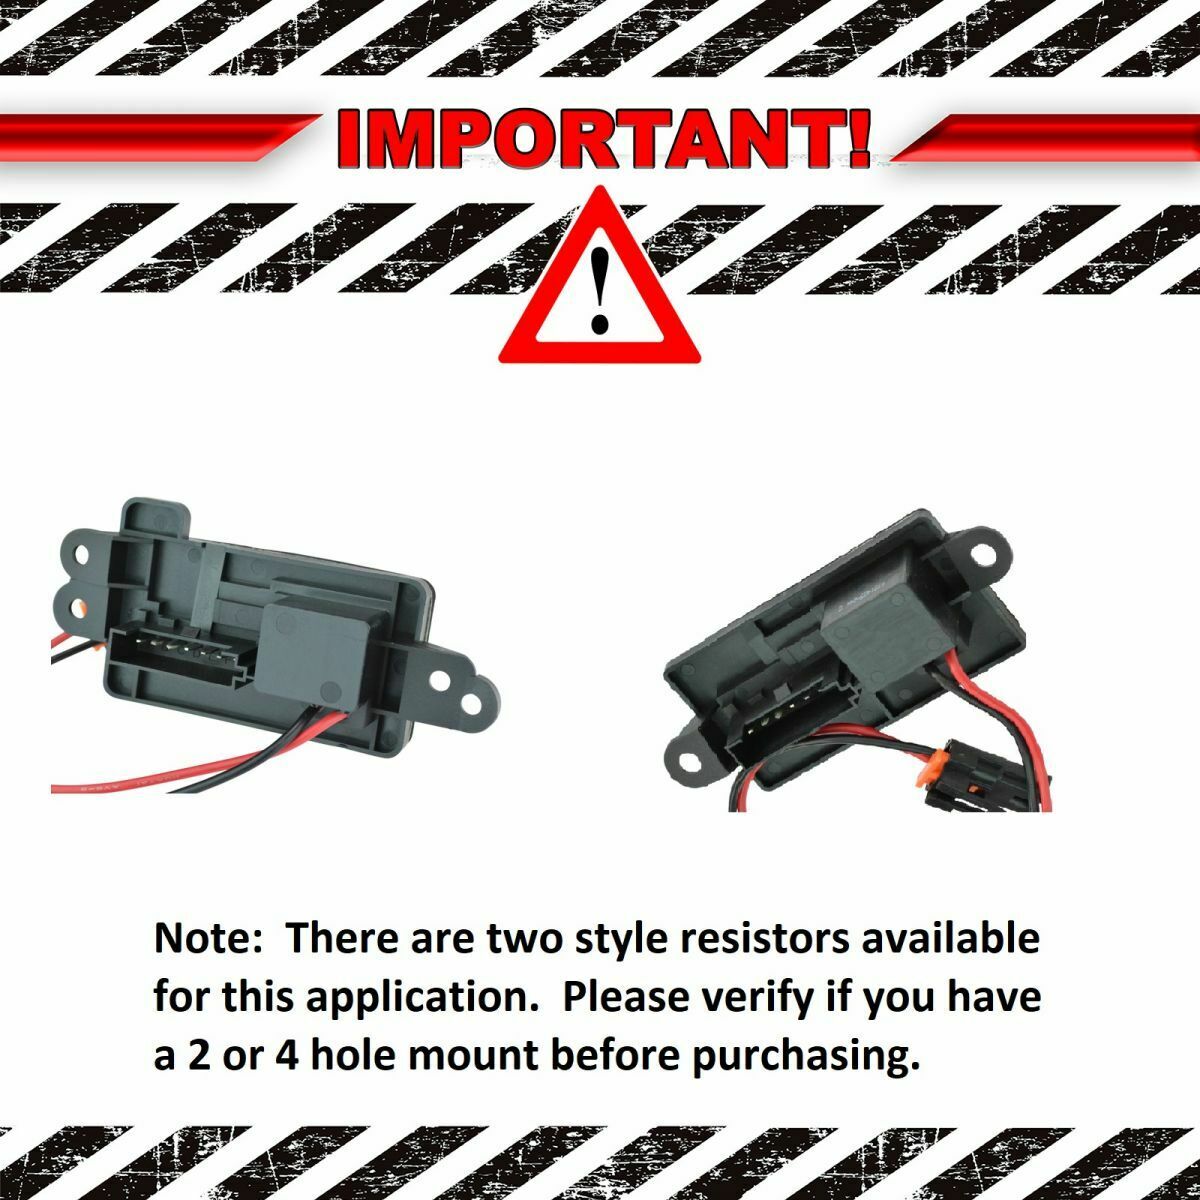 IMPORTANT!
Note:  There are two style resistors available
for this application.  Please verify if you have
a 2 or 4 hole mount before purchasing.